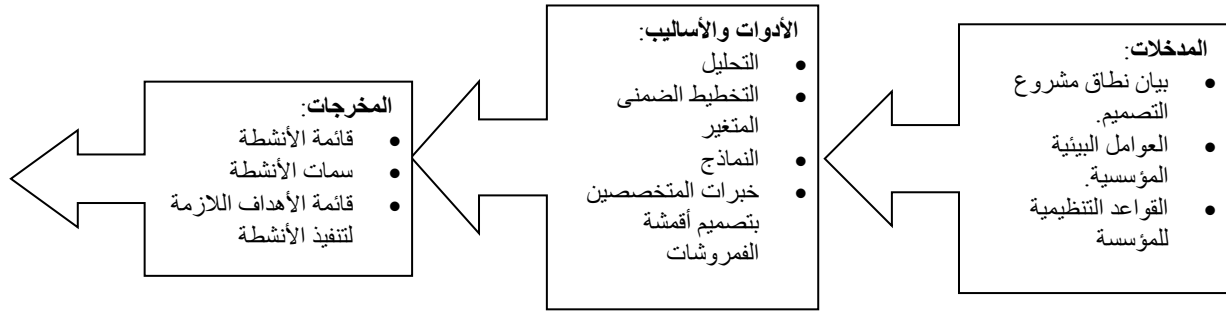 المدخلات:
• بيان نطاق مشروع
التصميم.
• العوامل البيئية
المؤسسية.
• القواعد التنظيمية
للمؤسسة
الأدوات والأساليب:
• التحليل
• التخطيط الضمنى
المتغير
• النماذج
• خبرات المتخصصين
بتصميم أقمشة
الفمروشات
المخرجات:
• قائمة الأنشطة
• سمات الأنشطة
• قائمة الأهداف اللازمة
لتنفيذ الأنشطة